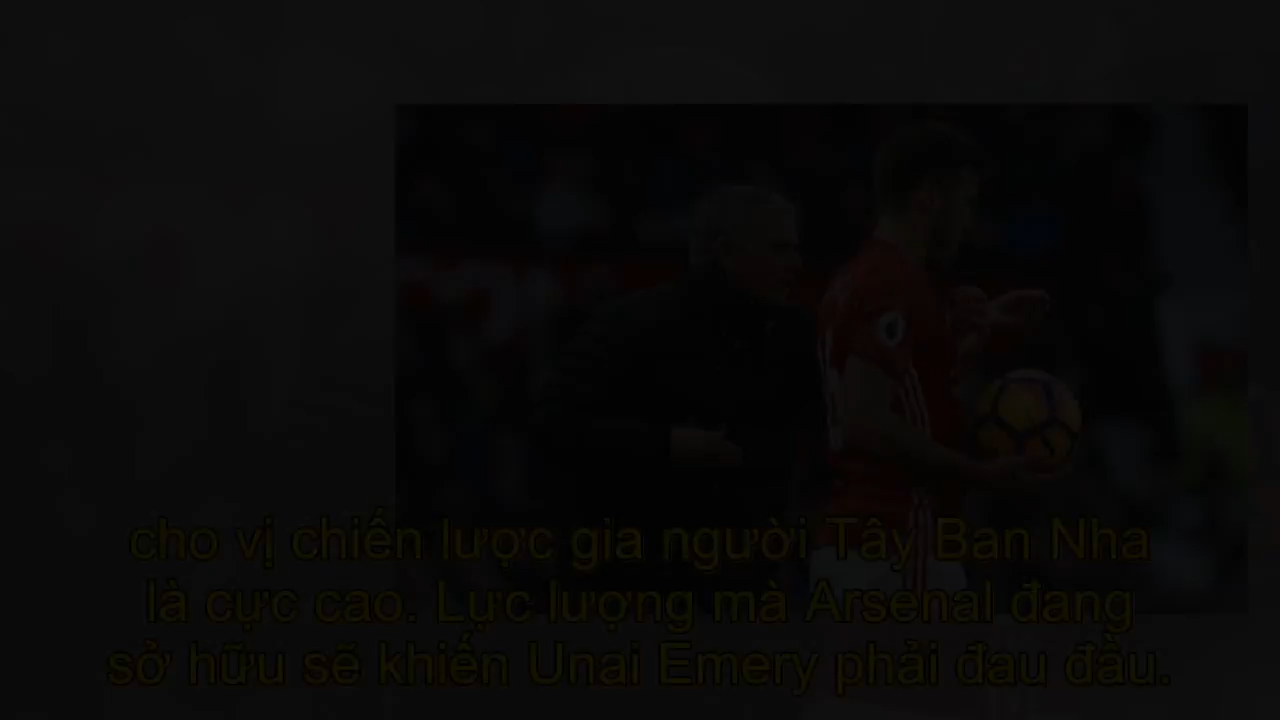 cho vị chiến lược gia người Tây Ban Nha
là cực cao. Lực lượng mà Arsenal đang
sở hữu sẽ khiến Unai Emery phải đau đầu.